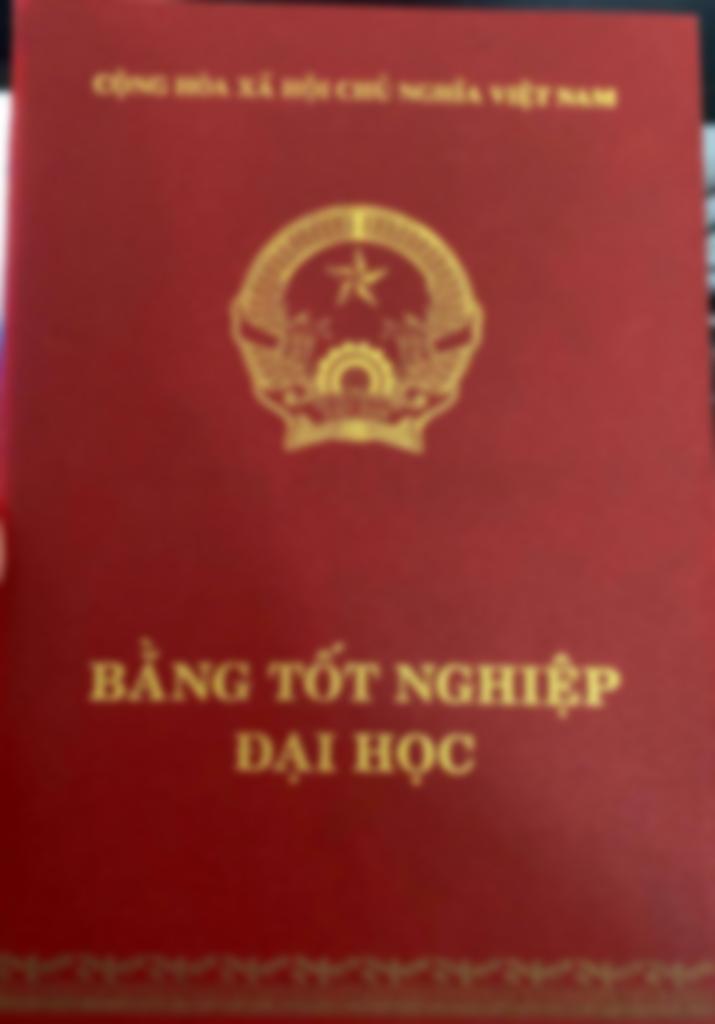 CỘNG HÒA XÃ HỘI CHỦ NGHĨA VIỆT NAM
BẰNG TỐT NGHIỆP
ĐẠI HỌC